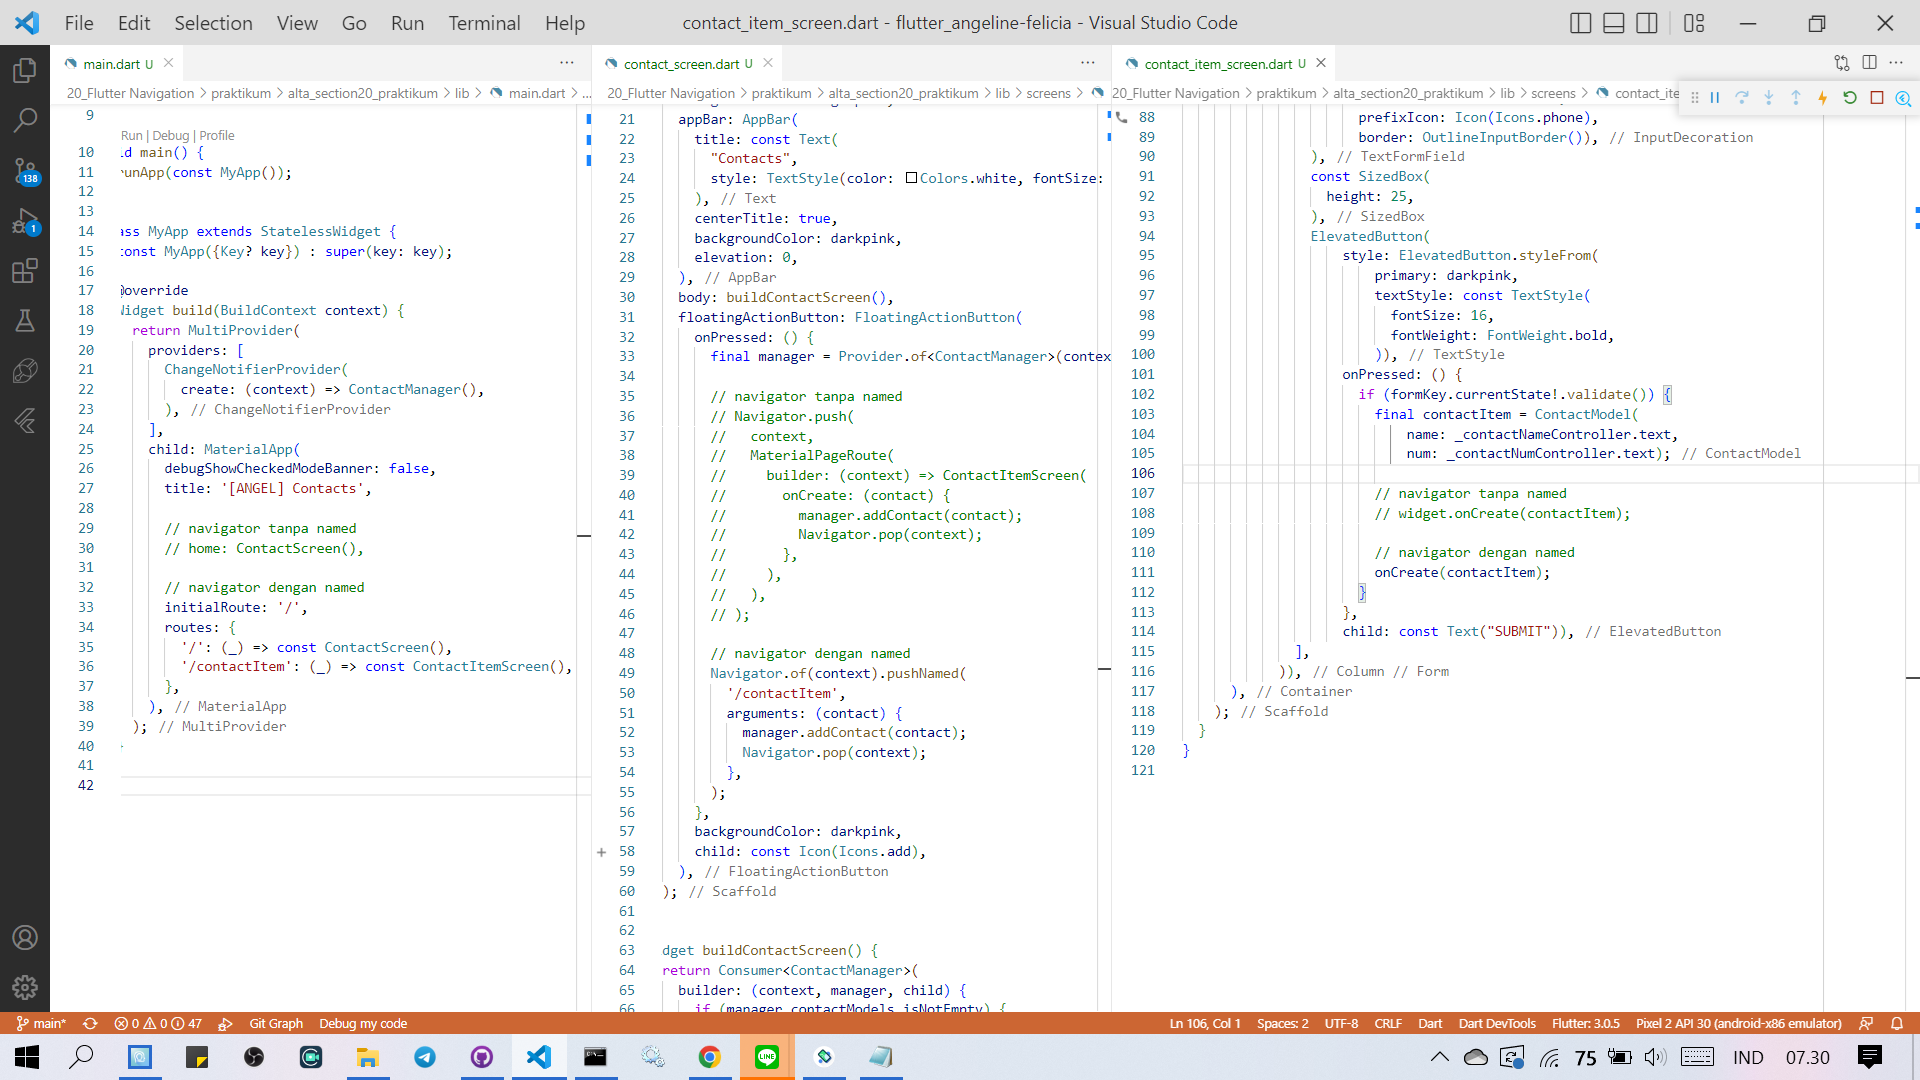 File Edit Selection View Go Run Terminal Help
contact_item_screen.dart - flutter_angeline-felicia - Visual Studio Code
main.dart U
20_Flutter Navigation > praktikum > alta_section20_praktikum > lib > main.dart > ...
9
Run | Debug | Profile
10 id main() {
11 runApp(const MyApp());
12
13
14 ass MyApp extends StatelessWidget {
15 const MyApp({Key? key}) : super(key: key);
16
17 @override
18 Widget build(BuildContext context) {
19 return MultiProvider(
20 providers: [
21 ChangeNotifierProvider(
22 create: (context) => ContactManager(),
23 ), // ChangeNotifierProvider
24 ],
25 child: MaterialApp(
26 debugShowCheckedModeBanner: false,
27 title: '[ANGEL] Contacts',
28
29 // navigator tanpa named
30 // home: ContactScreen(),
31
32 // navigator dengan named
33 initialRoute: '/',
34 routes: {
35 '/': (_) => const ContactScreen(),
36 '/contactItem': (_) => const ContactItemScreen(),
37 },
38 ), // MaterialApp
39 ); // MultiProvider
40 }
41
42
contact_screen.dart U
20_Flutter Navigation > praktikum > alta_section20_praktikum > lib > screens >
21 appBar: AppBar(
22 title: const Text(
23 "Contacts",
24 style: TextStyle(color: Colors.white, fontSize:
25 ), // Text
26 centerTitle: true,
27 backgroundColor: darkpink,
28 elevation: 0,
29 ), // AppBar
30 body: buildContactScreen(),
31 floatingActionButton: FloatingActionButton(
32 onPressed: () {
33 final manager = Provider.of<ContactManager>(contex
34
35 // navigator tanpa named
36 // Navigator.push(
37 // context,
38 // MaterialPageRoute(
39 // builder: (context) => ContactItemScreen(
40 // onCreate: (contact) {
41 // manager.addContact(contact);
42 // Navigator.pop(context);
43 // },
44 // ),
45 // ),
46 // );
47
48 // navigator dengan named
49 Navigator.of(context).pushNamed(
50 '/contactItem',
51 arguments: (contact) {
52 manager.addContact(contact);
53 Navigator.pop(context);
54 },
55 );
56 },
57 backgroundColor: darkpink,
58 child: const Icon(Icons.add),
59 ), // FloatingActionButton
60 ); // Scaffold
61
62
63 dget buildContactScreen() {
64 return Consumer<ContactManager>(
65 builder: (context, manager, child) {
66 if (manager.contactModels.isNotEmpty) {
contact_item_screen.dart U
20_Flutter Navigation > praktikum > alta_section20_praktikum > lib > screens > contact_ite
88 prefixIcon: Icon(Icons.phone),
89 border: OutlineInputBorder()), // InputDecoration
90 ), // TextFormField
91 const SizedBox(
92 height: 25,
93 ), // SizedBox
94 ElevatedButton(
95 style: ElevatedButton.styleFrom(
96 primary: darkpink,
97 textStyle: const TextStyle(
98 fontSize: 16,
99 fontWeight: FontWeight.bold,
100 )), // TextStyle
101 onPressed: () {
102 if (formKey.currentState!.validate()) {
103 final contactItem = ContactModel(
104 name: _contactNameController.text,
105 num: _contactNumController.text); // ContactModel
106
107 // navigator tanpa named
108 // widget.onCreate(contactItem);
109
110 // navigator dengan named
111 onCreate(contactItem);
112 }
113 },
114 child: const Text("SUBMIT")), // ElevatedButton
115 ],
116 )), // Column // Form
117 ), // Container
118 ); // Scaffold
119 }
120 }
121
138
1
main* 0 0 47 Git Graph Debug my code
Ln 106, Col 1 Spaces: 2 UTF-8 CRLF Dart Dart DevTools Flutter: 3.0.5 Pixel 2 API 30 (android-x86 emulator)
LINE
75 IND 07.30